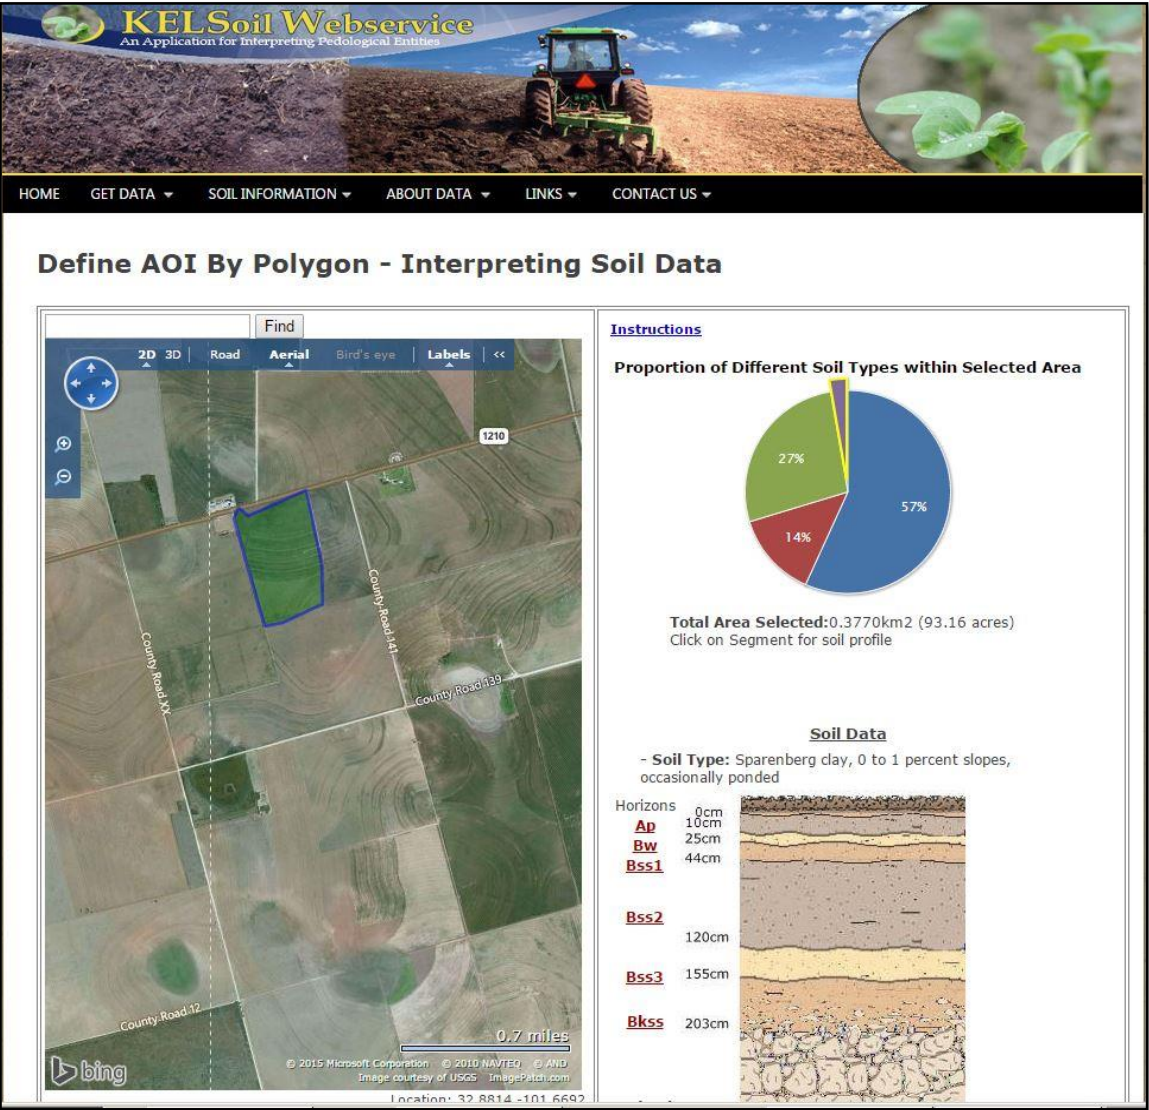 KELSoil Webservice
An Application for Interpreting Pedological Entities
HOME GET DATA SOIL INFORMATION ABOUT DATA LINKS CONTACT US
Define AOI By Polygon - Interpreting Soil Data
Find
2D 3D Road Aerial Bird's eye Labels «
1210
County Road 141
County Road XX
County Road 139
County Road 12
0.7 miles
bing
© 2015 Microsoft Corporation © 2010 NAVTEQ © AND
Image courtesy of USGS ImagePatch.com
Location: 32.8814 -101.6692
Instructions
Proportion of Different Soil Types within Selected Area
27%
57%
14%
Total Area Selected:0.3770km2 (93.16 acres)
Click on Segment for soil profile
Soil Data
- Soil Type: Sparenberg clay, 0 to 1 percent slopes,
occasionally ponded
Horizons
0cm
Ap 10cm
Bw 25cm
Bss1 44cm
Bss2
120cm
Bss3 155cm
Bkss 203cm